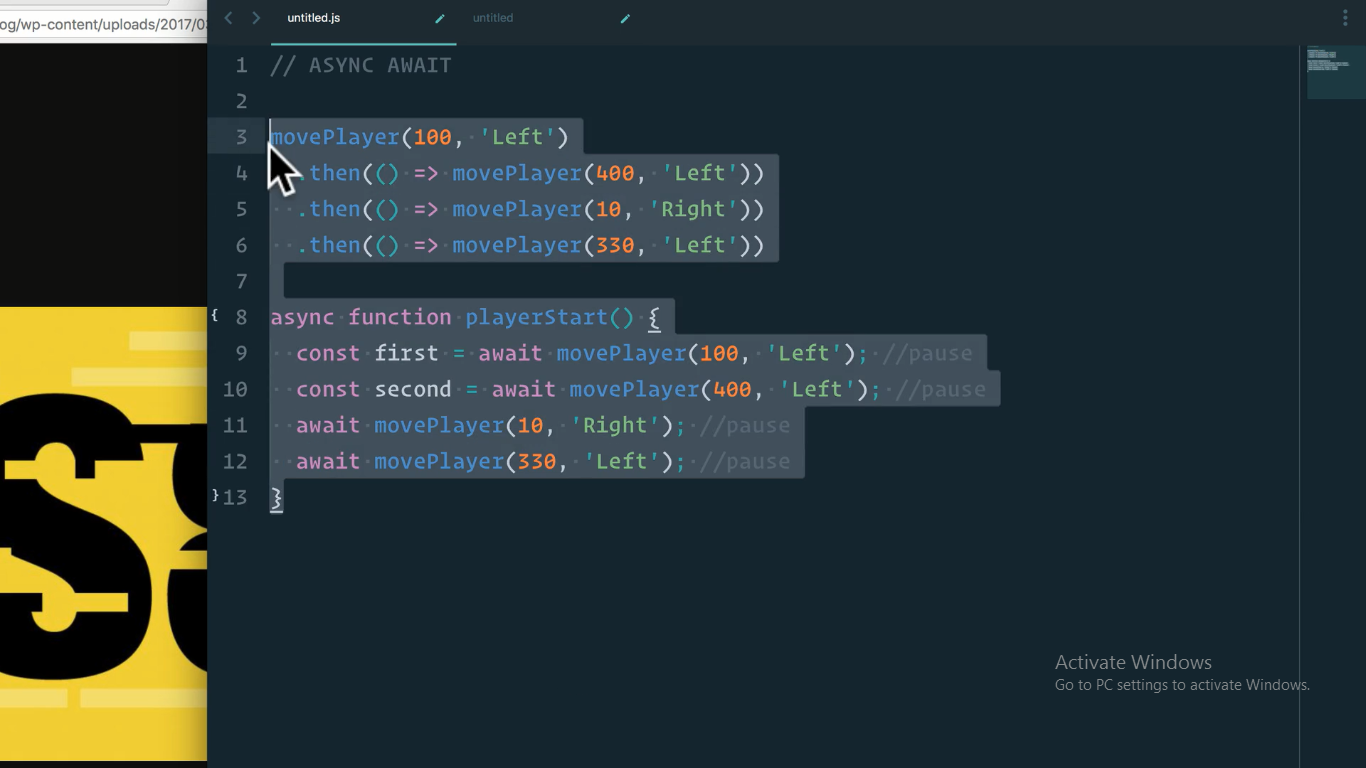 og/wp-content/uploads/2017/0
untitled.js
untitled
1 // ASYNC AWAIT
2
3 movePlayer(100, 'Left')
4 .then(() => movePlayer(400, 'Left'))
5 .then(() => movePlayer(10, 'Right'))
6 .then(() => movePlayer(330, 'Left'))
7
{ 8 async function playerStart() {
9 const first = await movePlayer(100, 'Left'); //pause
10 const second = await movePlayer(400, 'Left'); //pause
11 await movePlayer(10, 'Right'); //pause
12 await movePlayer(330, 'Left'); //pause
} 13 }
Activate Windows
Go to PC settings to activate Windows.